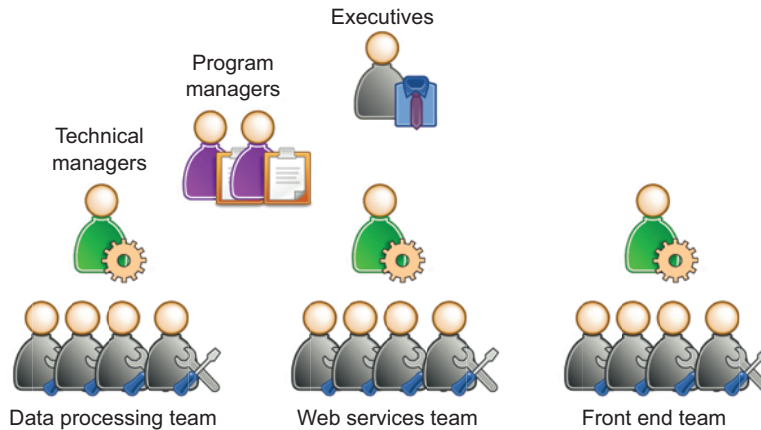 Executives
Program
managers
Technical
managers
Data processing team
Web services team
Front end team